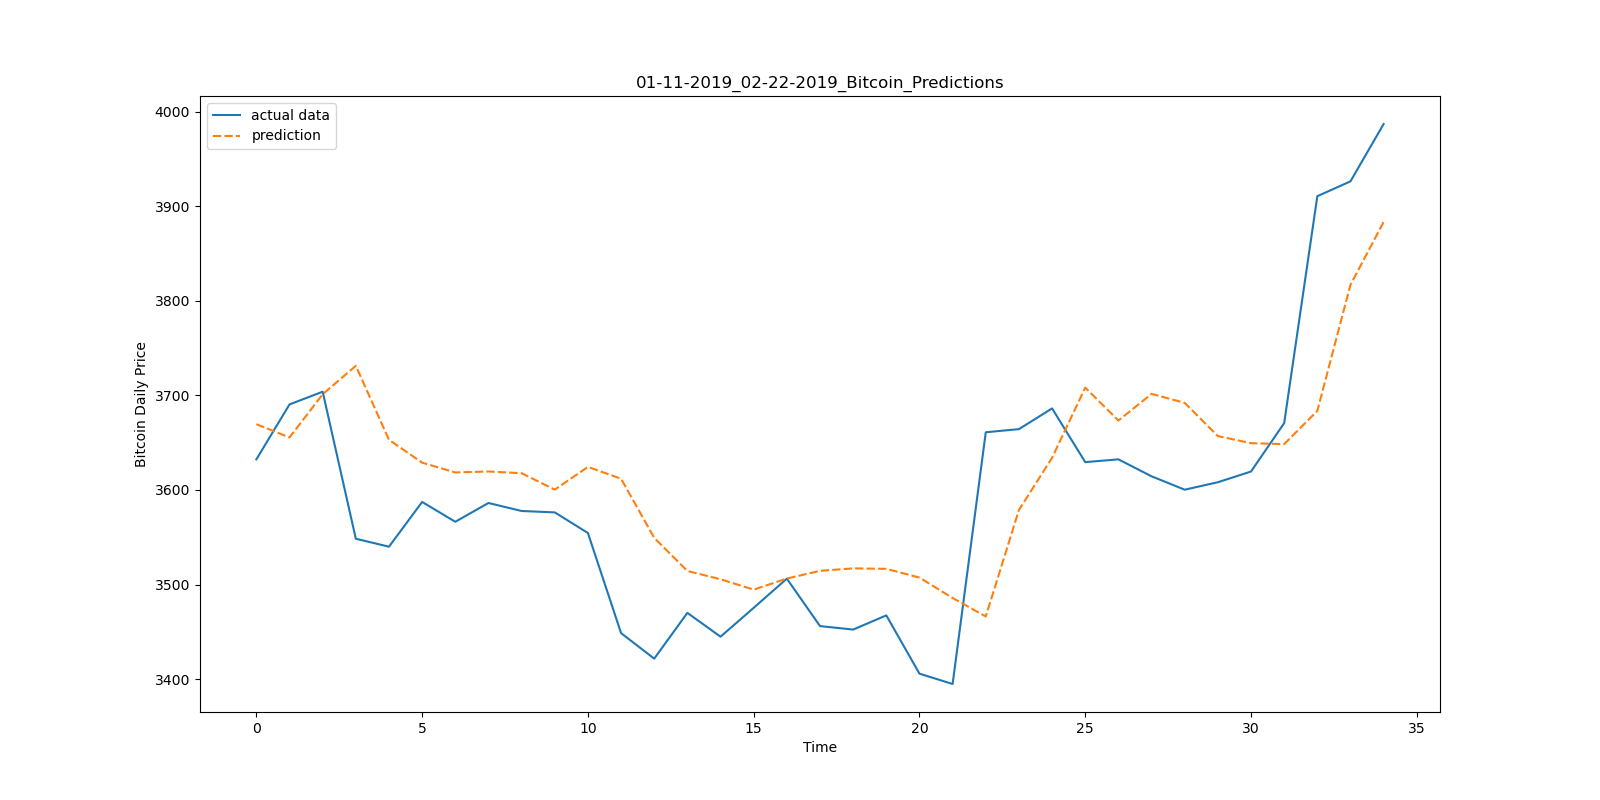 01-11-2019_02-22-2019_Bitcoin_Predictions
actual data
prediction
4000
3900
3800
3700
3600
3500
3400
Bitcoin Daily Price
0 5 10 15 20 25 30 35
Time